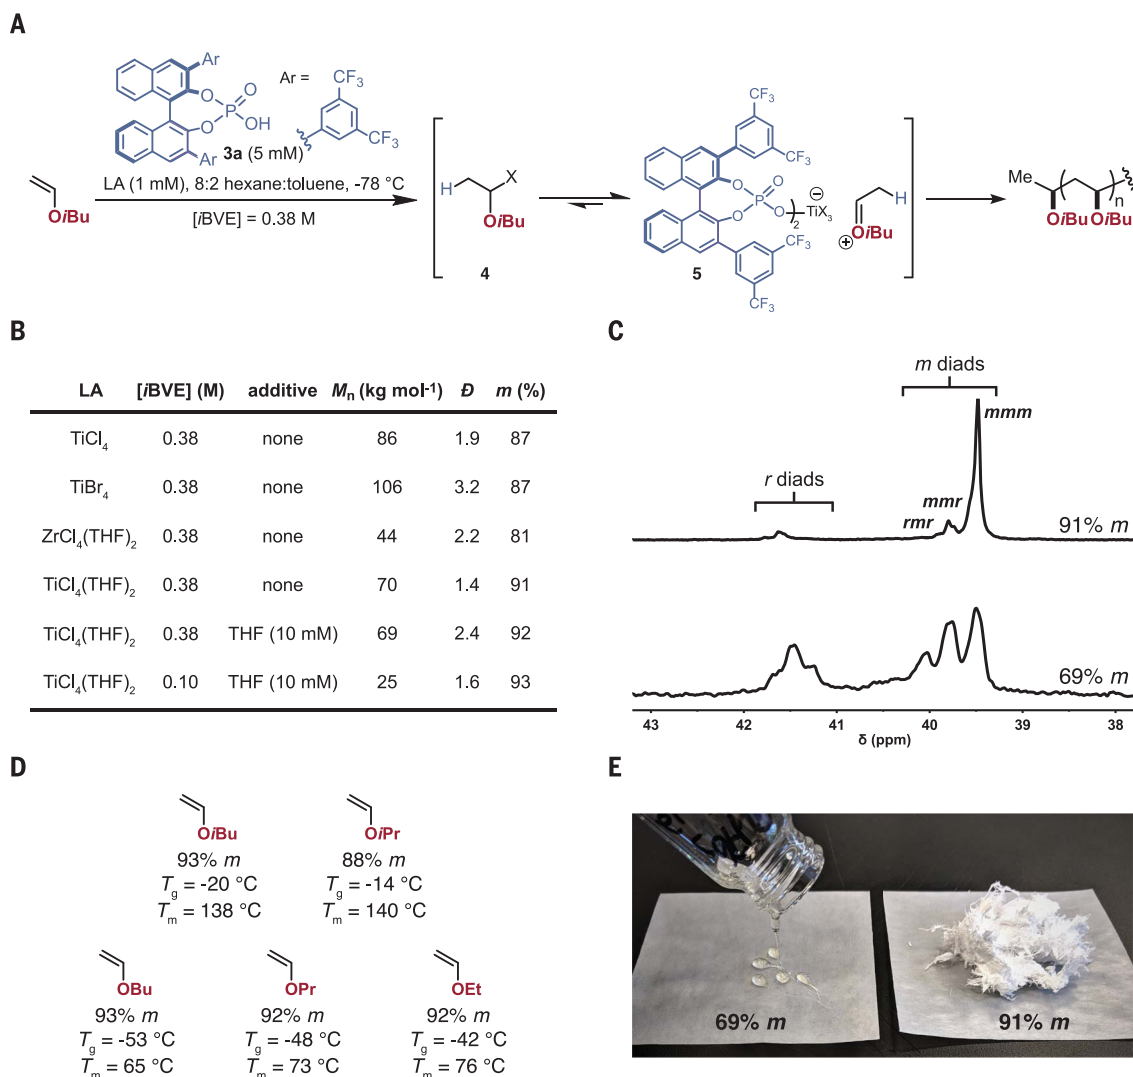 A
Ar
O
O
P
OH
O
Ar
3a (5 mM)
Ar =
CF3
CF3
LA (1 mM), 8:2 hexane:toluene, -78 °C
[iBVE] = 0.38 M
OiBu
H
X
OiBu
4
CF3
CF3
O
O
P
O
O
2
TiX3
⊖
CF3
CF3
5
H
OiBu
⊕
Me
n
OiBu
OiBu
B
LA [iBVE] (M) additive Mn (kg mol-1) Đ m (%)
TiCl4 0.38 none 86 1.9 87
TiBr4 0.38 none 106 3.2 87
ZrCl4(THF)2 0.38 none 44 2.2 81
TiCl4(THF)2 0.38 none 70 1.4 91
TiCl4(THF)2 0.38 THF (10 mM) 69 2.4 92
TiCl4(THF)2 0.10 THF (10 mM) 25 1.6 93
C
m diads
mmm
r diads
mmr
rmr
91% m
69% m
43 42 41 40 39 38
δ (ppm)
D
OiBu
93% m
Tg = -20 °C
Tm = 138 °C
OiPr
88% m
Tg = -14 °C
Tm = 140 °C
OBu
93% m
Tg = -53 °C
Tm = 65 °C
OPr
92% m
Tg = -48 °C
Tm = 73 °C
OEt
92% m
Tg = -42 °C
Tm = 76 °C
E
69% m
91% m